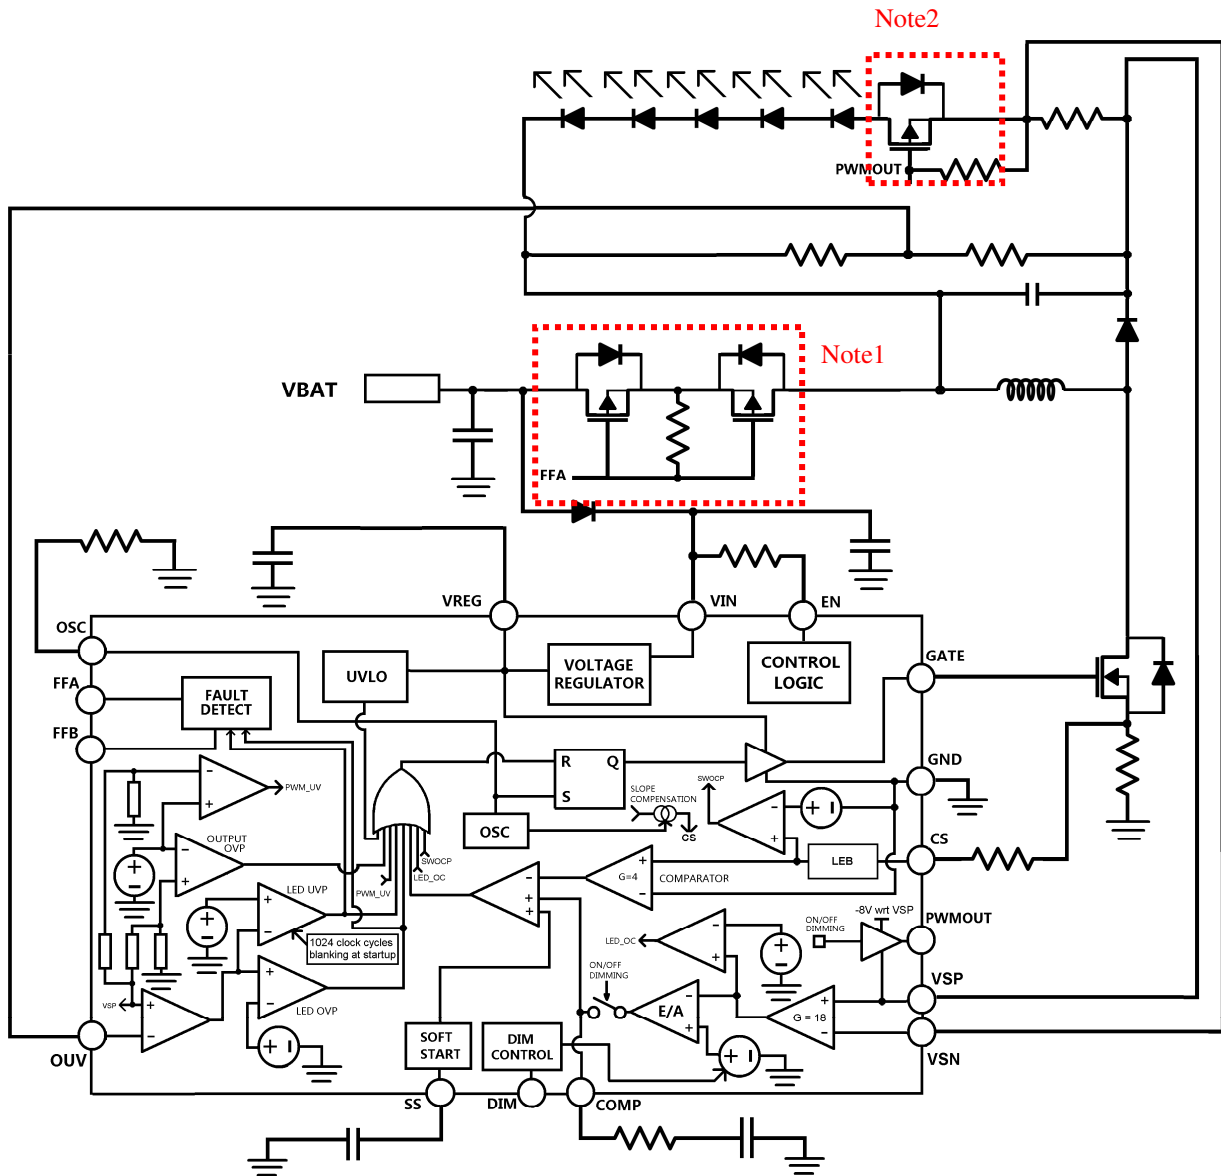 Note2
PWMOUT
Note1
VBAT
FFA
VREG
VIN
EN
OSC
FFA
FFB
FAULT
DETECT
UVLO
VOLTAGE
REGULATOR
CONTROL
LOGIC
GATE
GND
CS
PWMOUT
VSP
VSN
R
Q
S
OSC
SLOPE
COMPENSATION
CS
SWOCP
PWM_UV
OUTPUT
OVP
LED UVP
PWM_UV
SWOCP
LED_OC
G=4
COMPARATOR
LEB
1024 clock cycles
blanking at startup
-8V wrt VSP
ON/OFF
DIMMING
LED_OC
ON/OFF
DIMMING
E/A
G = 18
VSP
LED OVP
OUV
SOFT
START
DIM
CONTROL
SS
DIM
COMP